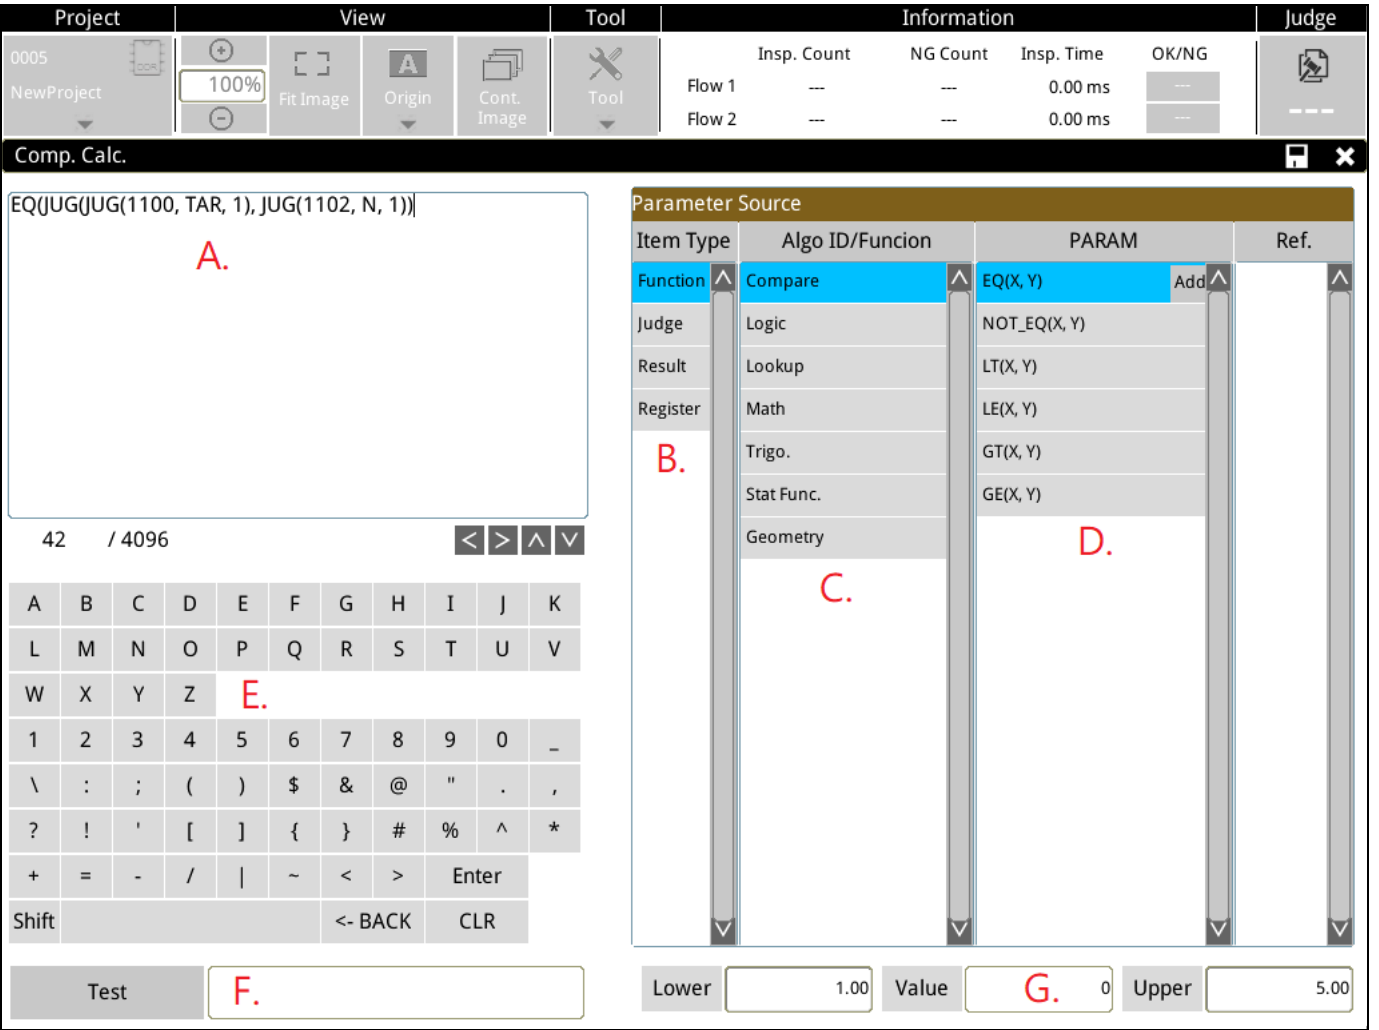 Project View Tool Information Judge
0005
NewProject
100%
Fit Image
Origin
Cont.
Image
Tool
Insp. Count NG Count Insp. Time OK/NG
Flow 1 --- --- 0.00 ms ---
Flow 2 --- --- 0.00 ms ---
---
Comp. Calc.
EQ(JUG(JUG(1100, TAR, 1), JUG(1102, N, 1))
A.
42 / 4096
< > ∧ ∨
A B C D E F G H I J K
L M N O P Q R S T U V
W X Y Z
E.
1 2 3 4 5 6 7 8 9 0 _
\ : ; ( ) $ & @ " . ,
? ! ' [ ] { } # % ^ *
+ = - / | ~ < > Enter
Shift <- BACK CLR
Test
F.
Parameter Source
Item Type Algo ID/Funcion PARAM Ref.
Function Compare EQ(X, Y) Add
Judge Logic NOT_EQ(X, Y)
Result Lookup LT(X, Y)
Register Math LE(X, Y)
B. Trigo. GT(X, Y)
Stat Func. GE(X, Y)
Geometry D.
C.
Lower 1.00 Value G. 0 Upper 5.00